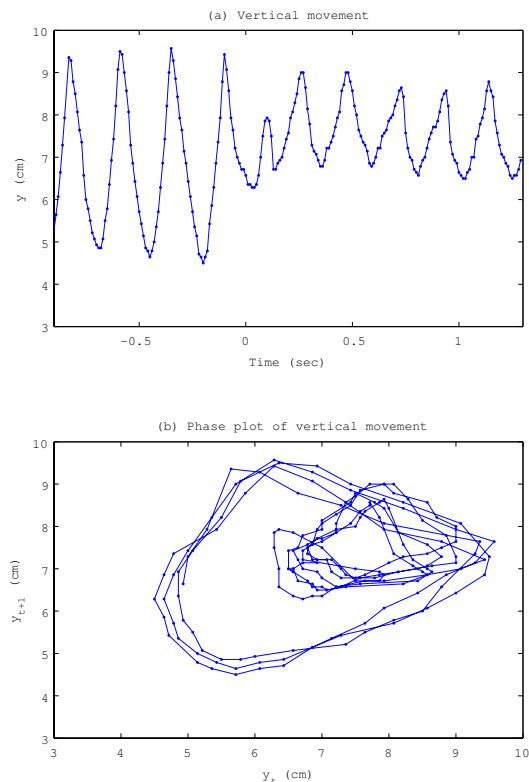 (a) Vertical movement
10
9
8
7
6
5
4
3
y (cm)
−0.5 0 0.5 1
Time (sec)
(b) Phase plot of vertical movement
10
9
8
7
6
5
4
3
y_{t+1} (cm)
3 4 5 6 7 8 9 10
y_t (cm)